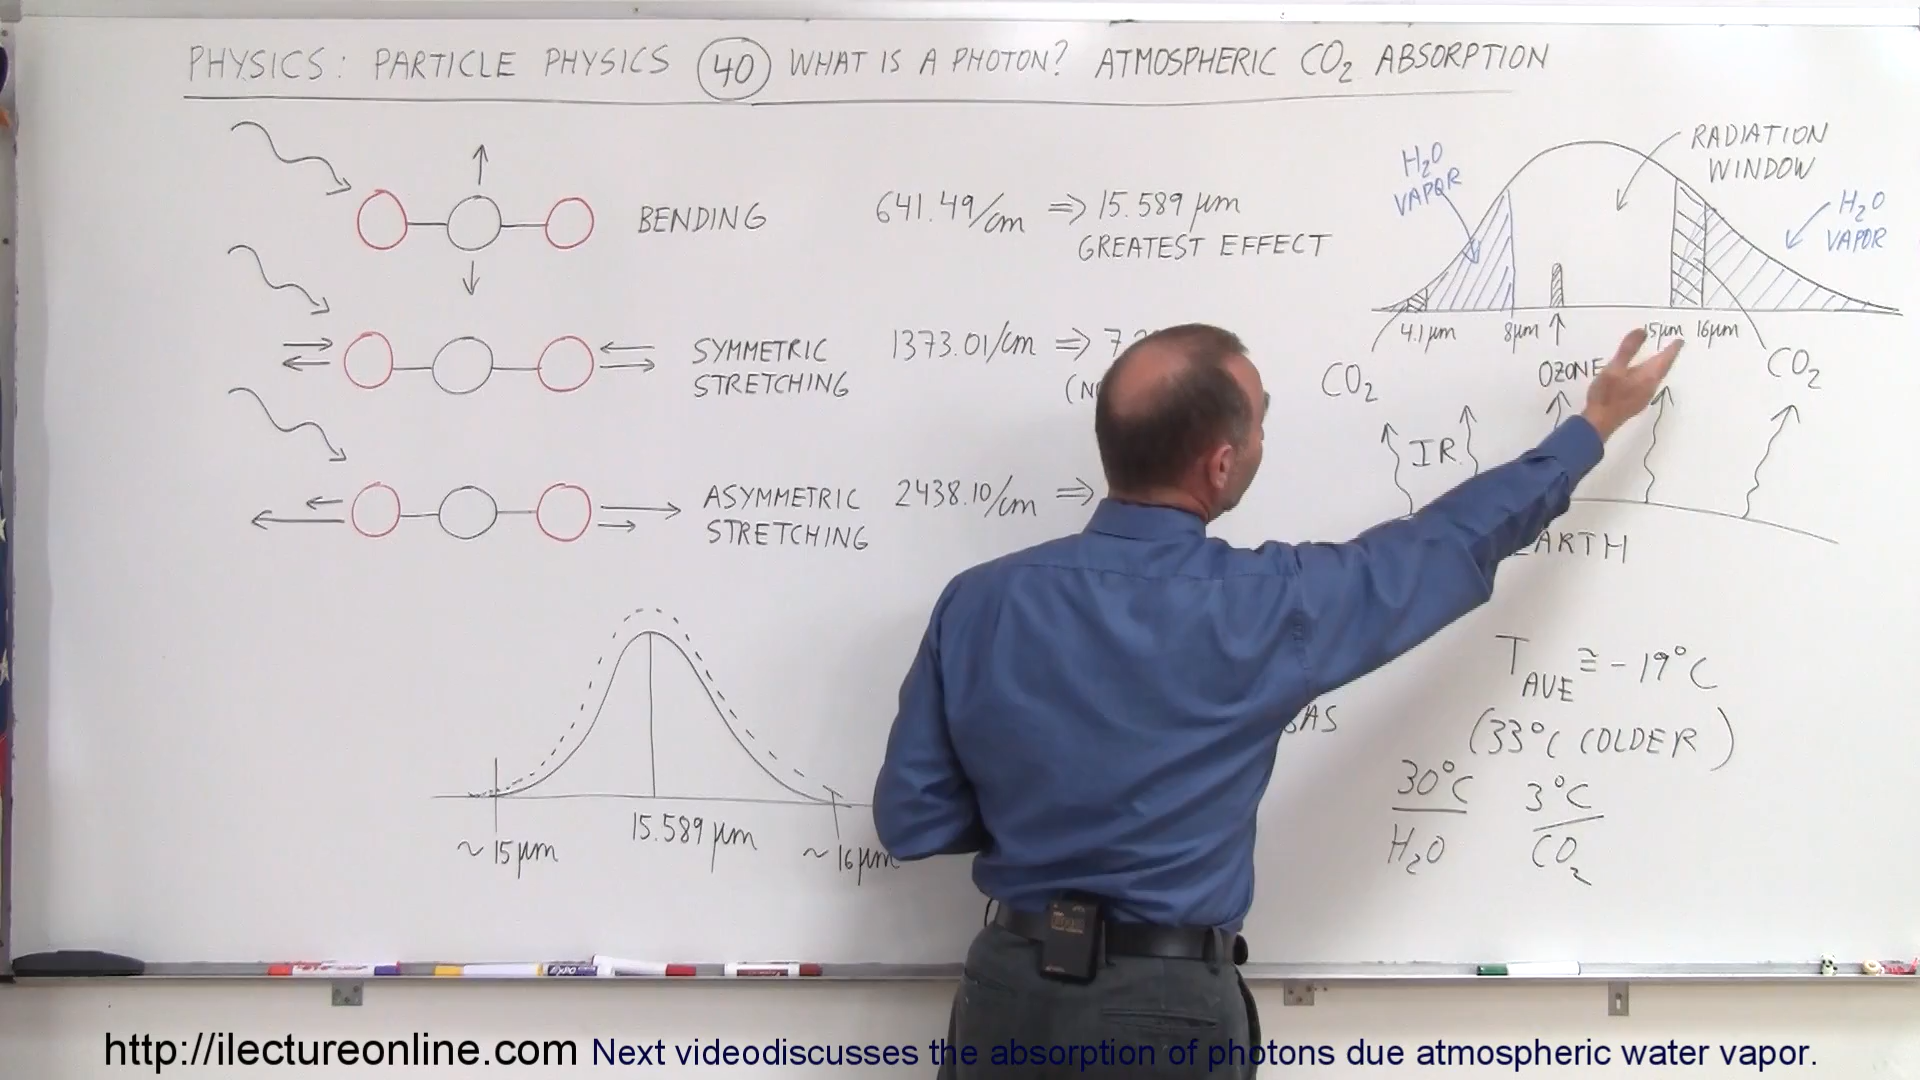 PHYSICS: PARTICLE PHYSICS 40 WHAT IS A PHOTON? ATMOSPHERIC CO2 ABSORPTION
BENDING
641.49/cm ⇒ 15.589 μm
GREATEST EFFECT
SYMMETRIC
STRETCHING
1373.01/cm ⇒ 7.
ASYMMETRIC
STRETCHING
2438.10/cm ⇒
~15μm
15.589 μm
~16μm
H2O
VAPOR
RADIATION
WINDOW
H2O
VAPOR
4.1μm 8μm 15μm 16μm
CO2
OZONE
CO2
IR
EARTH
TAVE ≅ -19°C
(33°C COLDER)
30°C 3°C
H2O CO2
http://ilectureonline.com Next videodiscusses the absorption of photons due atmospheric water vapor.